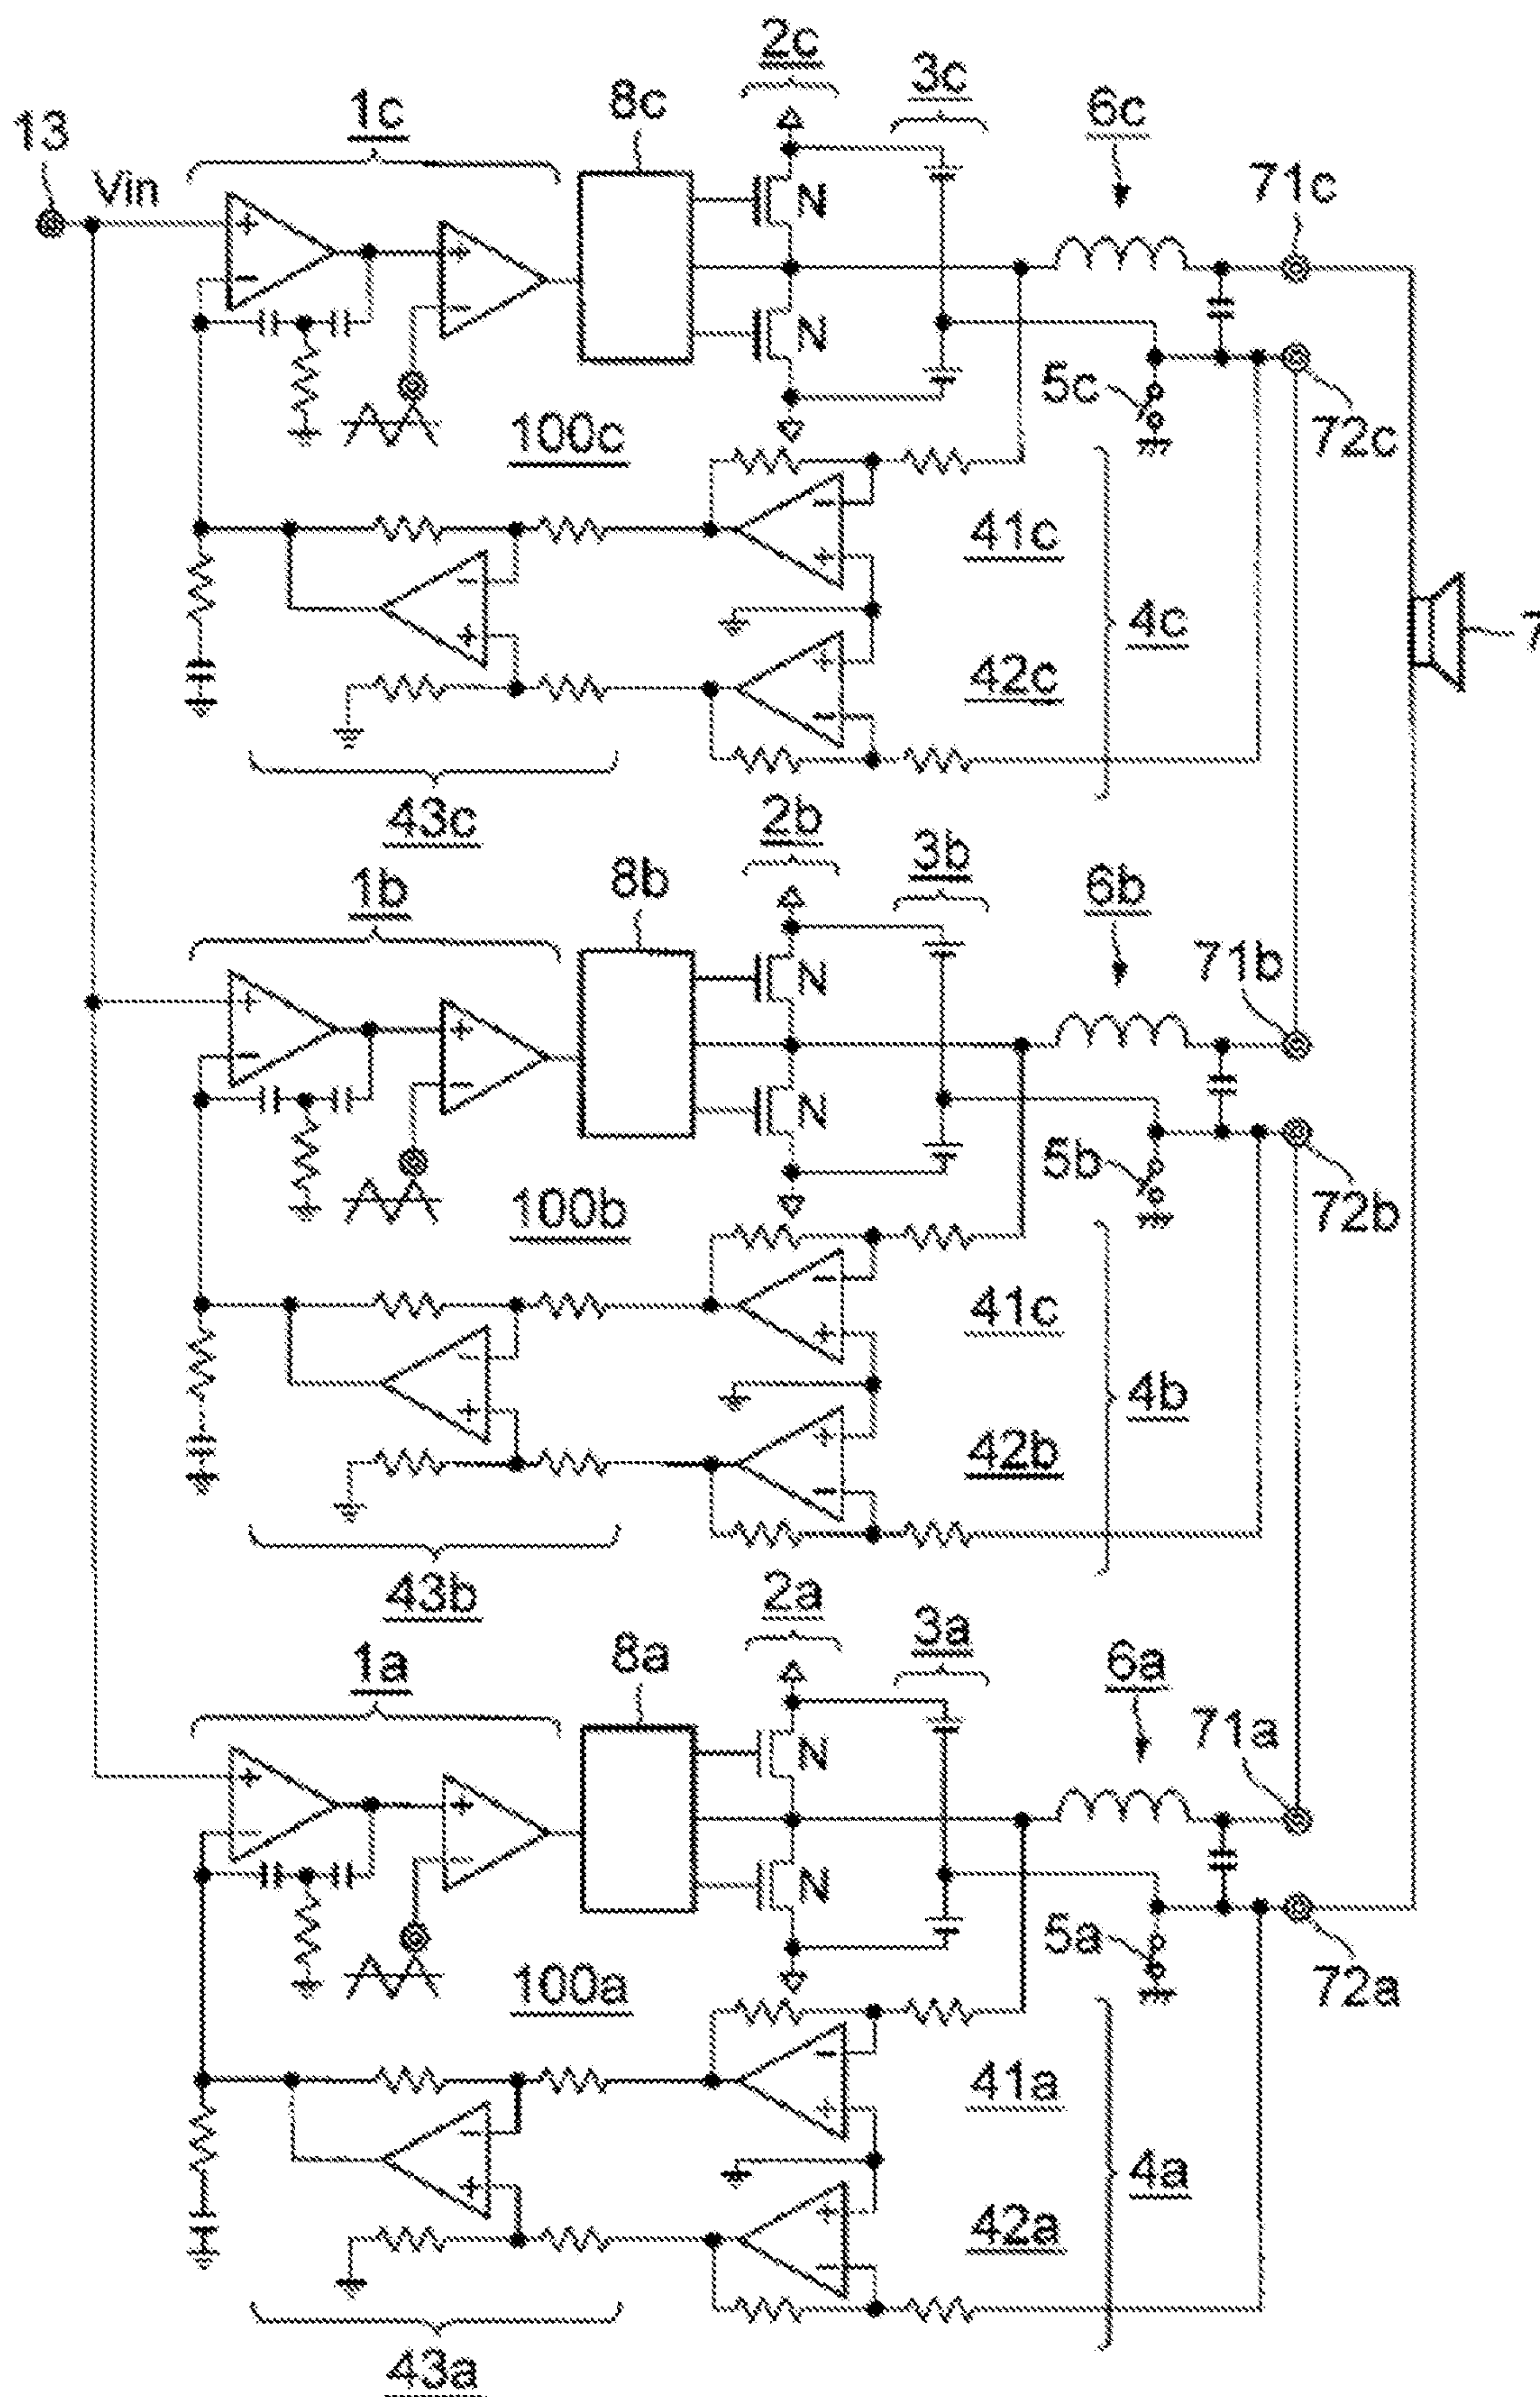 2c
3c
8c
6c
1c
13
71c
Vin
+
+
N
−
−
N
5c
72c
100c
−
41c
−
+
4c
7
+
+
42c
−
43c
2b
3b
8b
6b
1b
71b
+
N
+
−
−
N
5b
100b
72b
−
41c
+
−
4b
+
+
42b
−
43b
2a
3a
8a
6a
1a
71a
N
+
+
−
−
N
5a
100a
72a
−
41a
+
−
4a
+
+
42a
−
43a